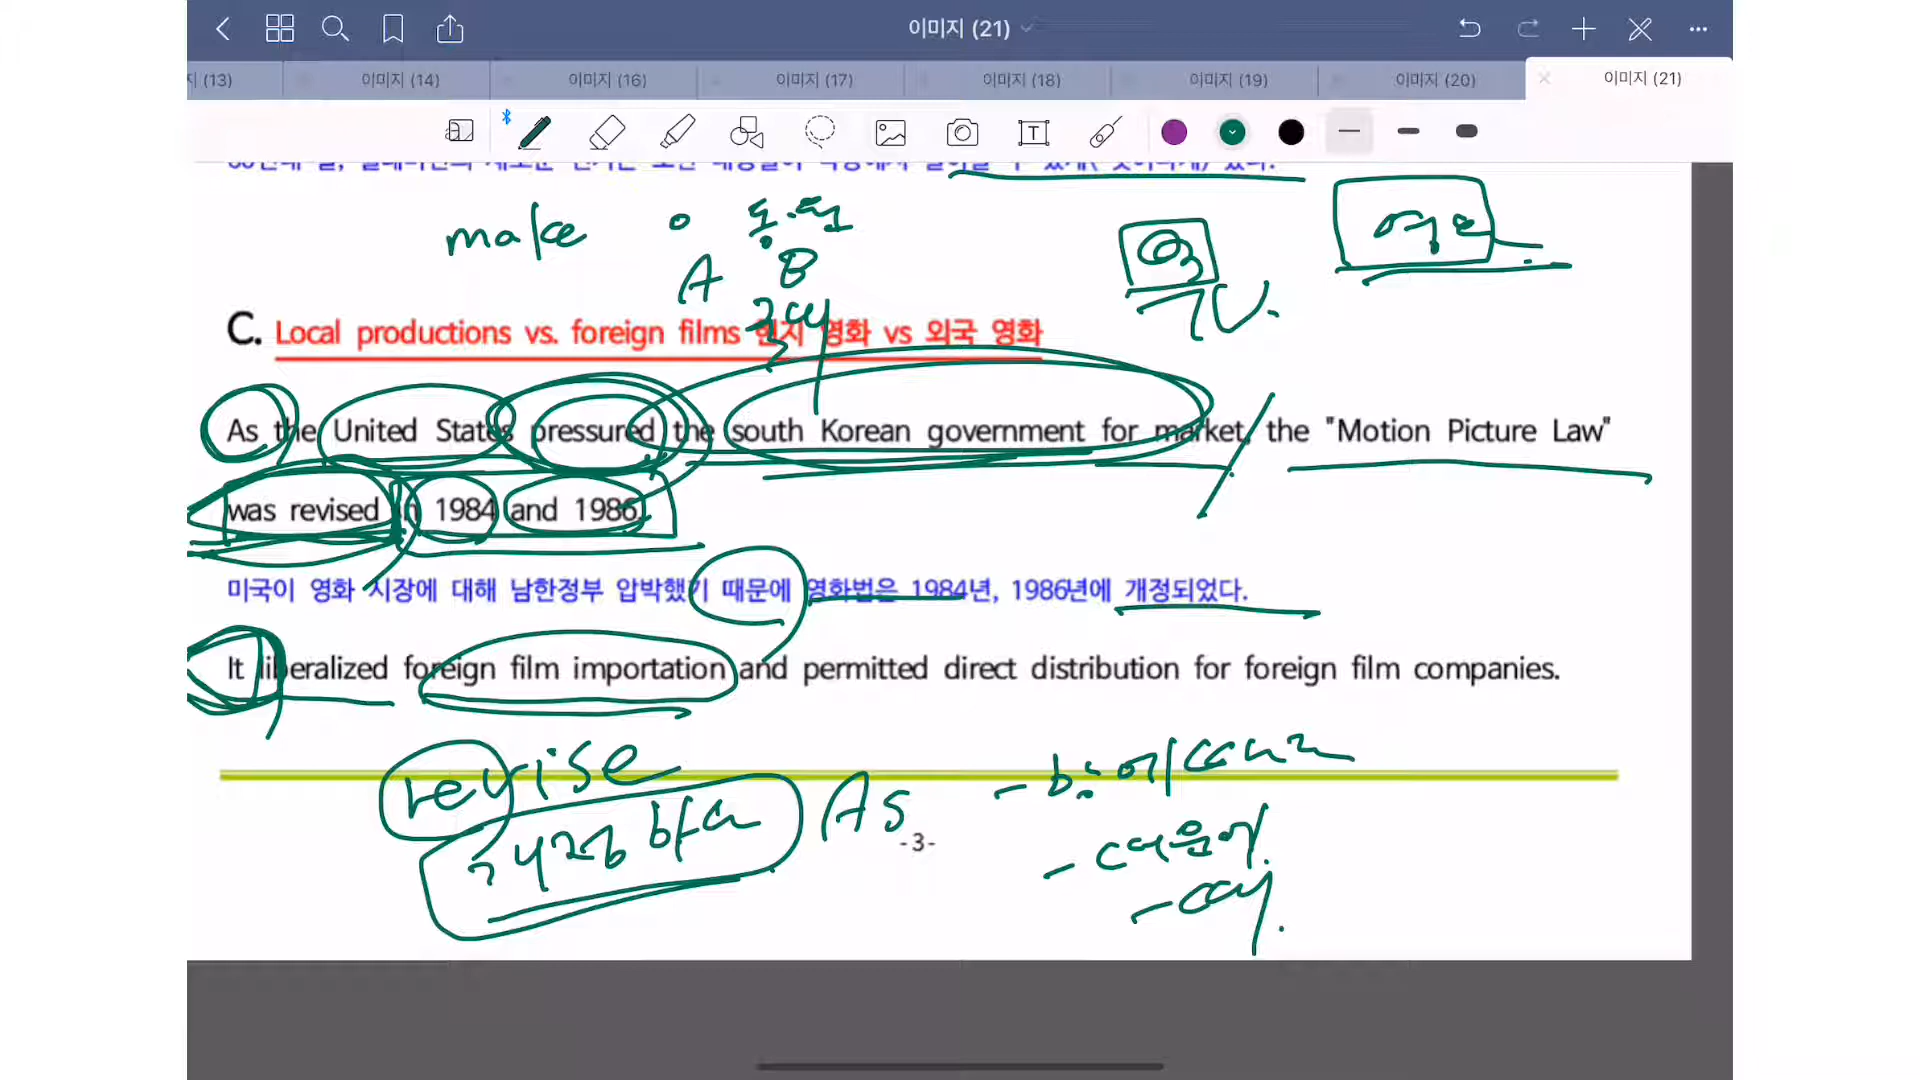 이미지 (21)
(13)
이미지 (14)
이미지 (16)
이미지 (17)
이미지 (18)
이미지 (19)
이미지 (20)
이미지 (21)
make o
A B
C. Local productions vs. foreign films 현지 영화 vs 외국 영화
As the United States pressured the south Korean government for market, the "Motion Picture Law"
was revised in 1984 and 1986.
미국이 영화 시장에 대해 남한정부 압박했기 때문에 영화법은 1984년, 1986년에 개정되었다.
It liberalized foreign film importation and permitted direct distribution for foreign film companies.
revise
As
-3-